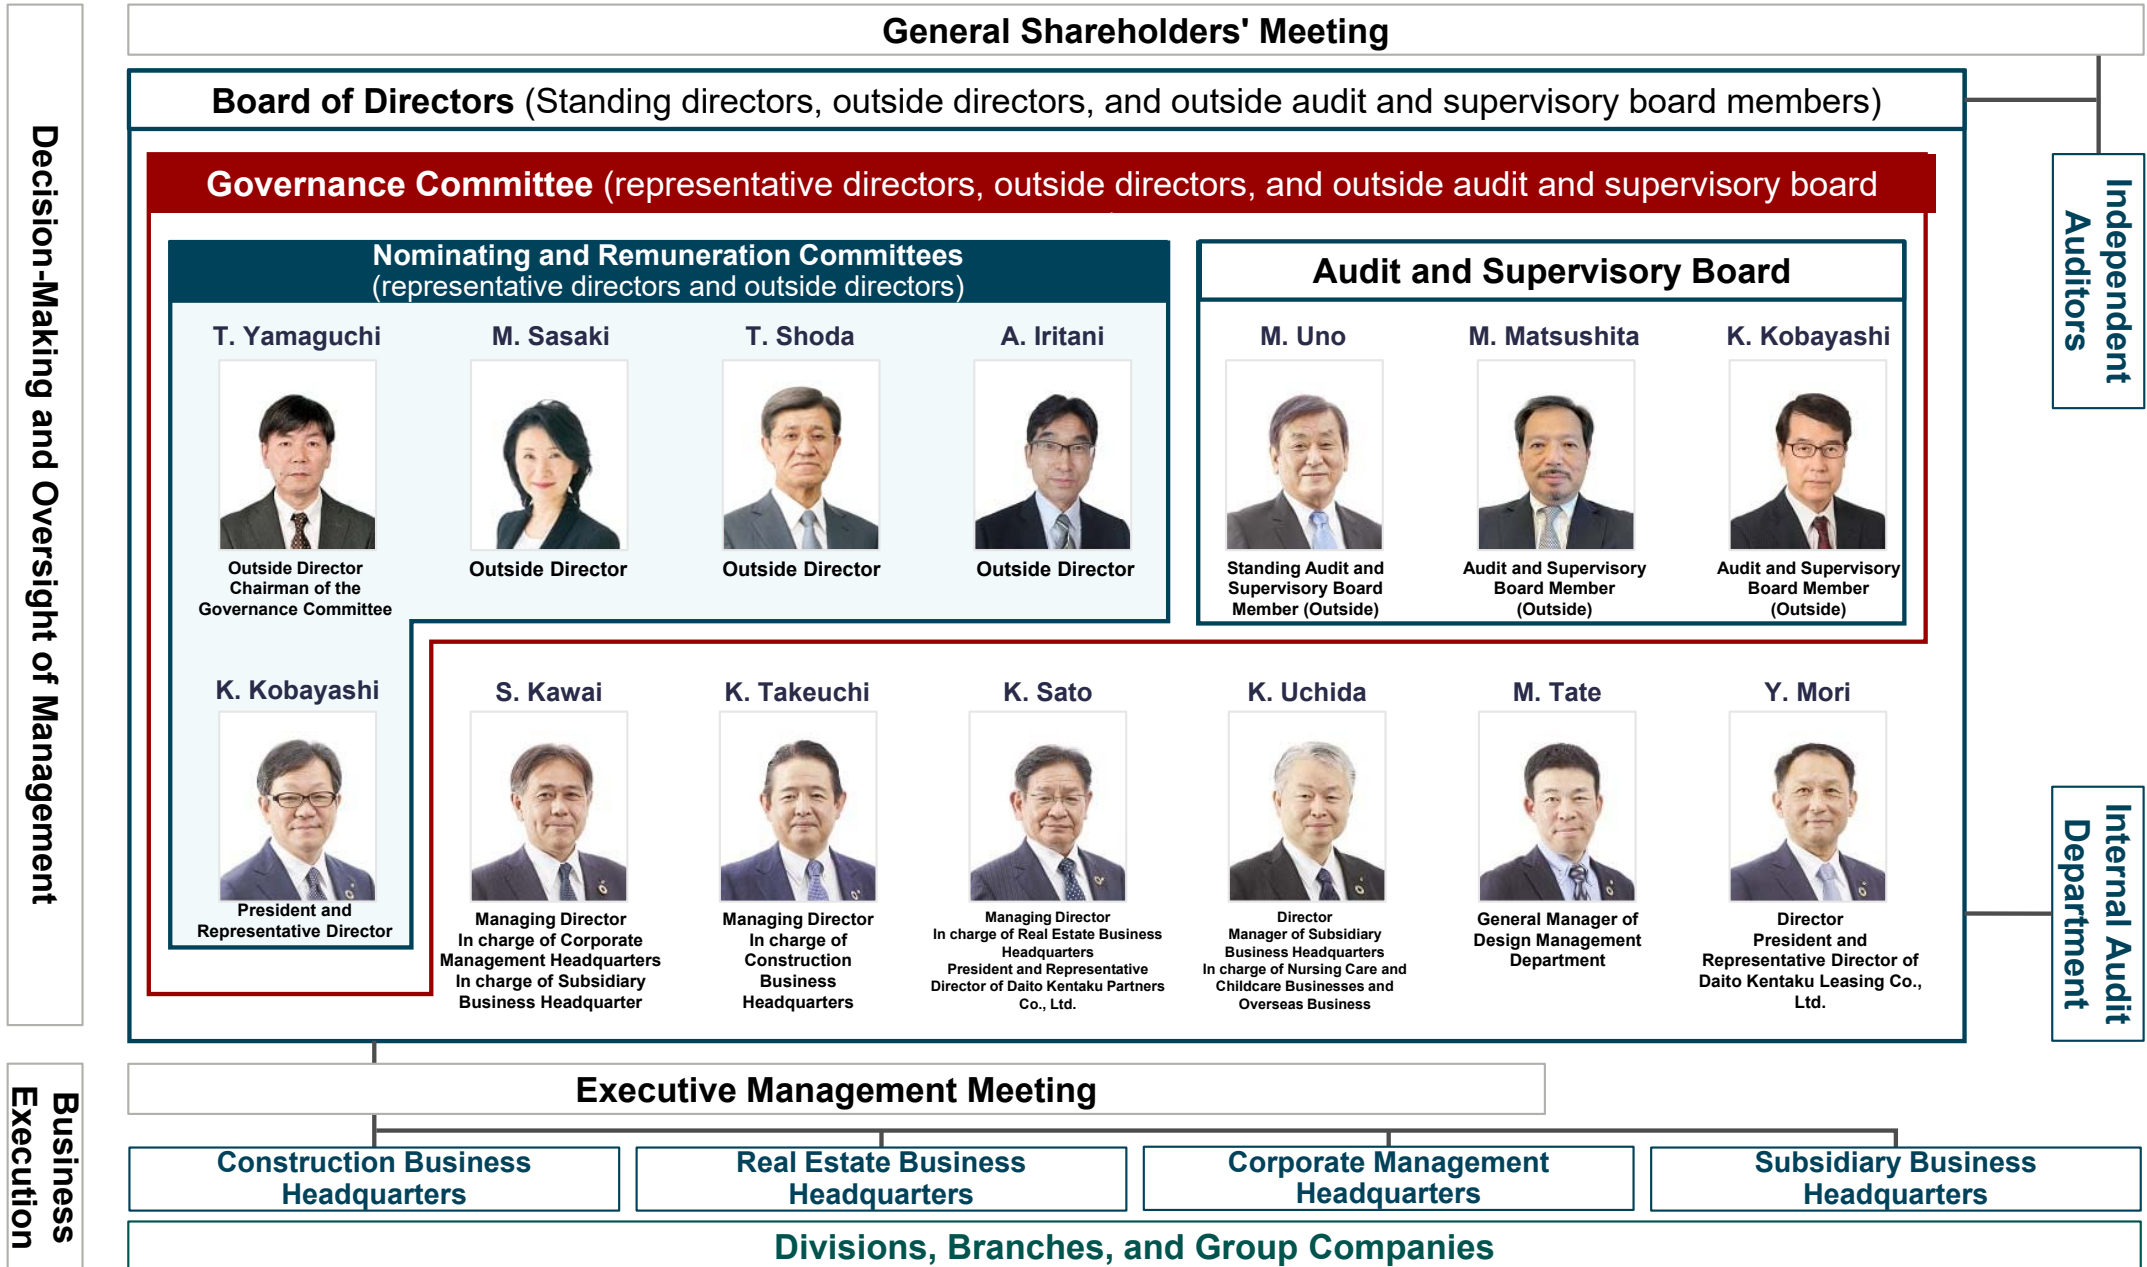 General Shareholders' Meeting
Decision-Making and Oversight of Management
Board of Directors (Standing directors, outside directors, and outside audit and supervisory board members)
Independent
Auditors
Governance Committee (representative directors, outside directors, and outside audit and supervisory board
Nominating and Remuneration Committees
(representative directors and outside directors)
T. Yamaguchi
Outside Director
Chairman of the
Governance Committee
M. Sasaki
Outside Director
T. Shoda
Outside Director
A. Iritani
Outside Director
Audit and Supervisory Board
M. Uno
Standing Audit and
Supervisory Board
Member (Outside)
M. Matsushita
Audit and Supervisory
Board Member
(Outside)
K. Kobayashi
Audit and Supervisory
Board Member
(Outside)
K. Kobayashi
President and
Representative Director
S. Kawai
Managing Director
In charge of Corporate
Management Headquarters
In charge of Subsidiary
Business Headquarter
K. Takeuchi
Managing Director
In charge of
Construction
Business
Headquarters
K. Sato
Managing Director
In charge of Real Estate Business
Headquarters
President and Representative
Director of Daito Kentaku Partners
Co., Ltd.
K. Uchida
Director
Manager of Subsidiary
Business Headquarters
In charge of Nursing Care and
Childcare Businesses and
Overseas Business
M. Tate
General Manager of
Design Management
Department
Y. Mori
Director
President and
Representative Director of
Daito Kentaku Leasing Co.,
Ltd.
Internal Audit
Department
Business
Execution
Executive Management Meeting
Construction Business
Headquarters
Real Estate Business
Headquarters
Corporate Management
Headquarters
Subsidiary Business
Headquarters
Divisions, Branches, and Group Companies